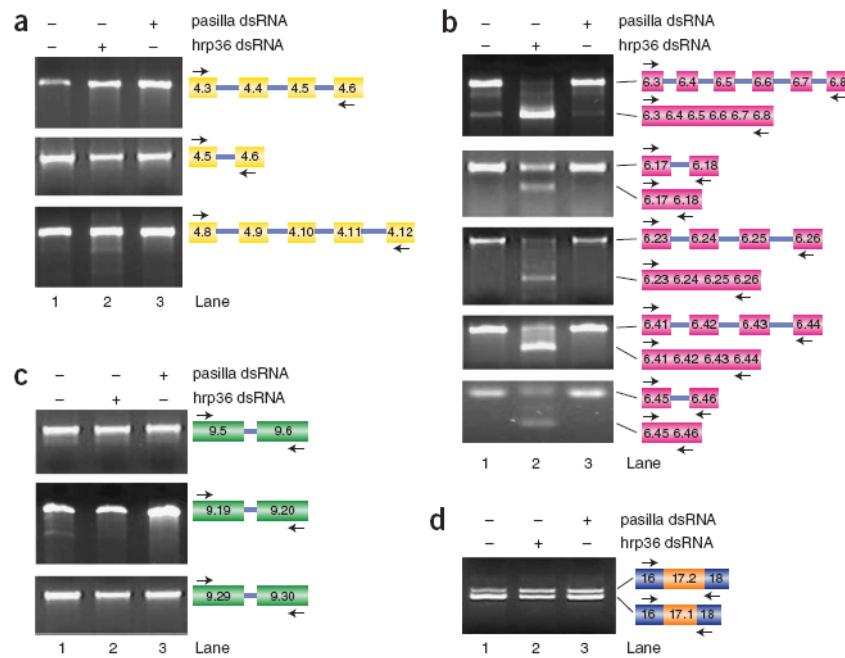 a
– – + pasilla dsRNA
– + – hrp36 dsRNA
4.3 4.4 4.5 4.6
4.5 4.6
4.8 4.9 4.10 4.11 4.12
1 2 3 Lane
b
– – + pasilla dsRNA
– + – hrp36 dsRNA
6.3 6.4 6.5 6.6 6.7 6.8
6.3 6.4 6.5 6.6 6.7 6.8
6.17 6.18
6.17 6.18
6.23 6.24 6.25 6.26
6.23 6.24 6.25 6.26
6.41 6.42 6.43 6.44
6.41 6.42 6.43 6.44
6.45 6.46
6.45 6.46
1 2 3 Lane
c
– – + pasilla dsRNA
– + – hrp36 dsRNA
9.5 9.6
9.19 9.20
9.29 9.30
1 2 3 Lane
d
– – + pasilla dsRNA
– + – hrp36 dsRNA
16 17.2 18
16 17.1 18
1 2 3 Lane